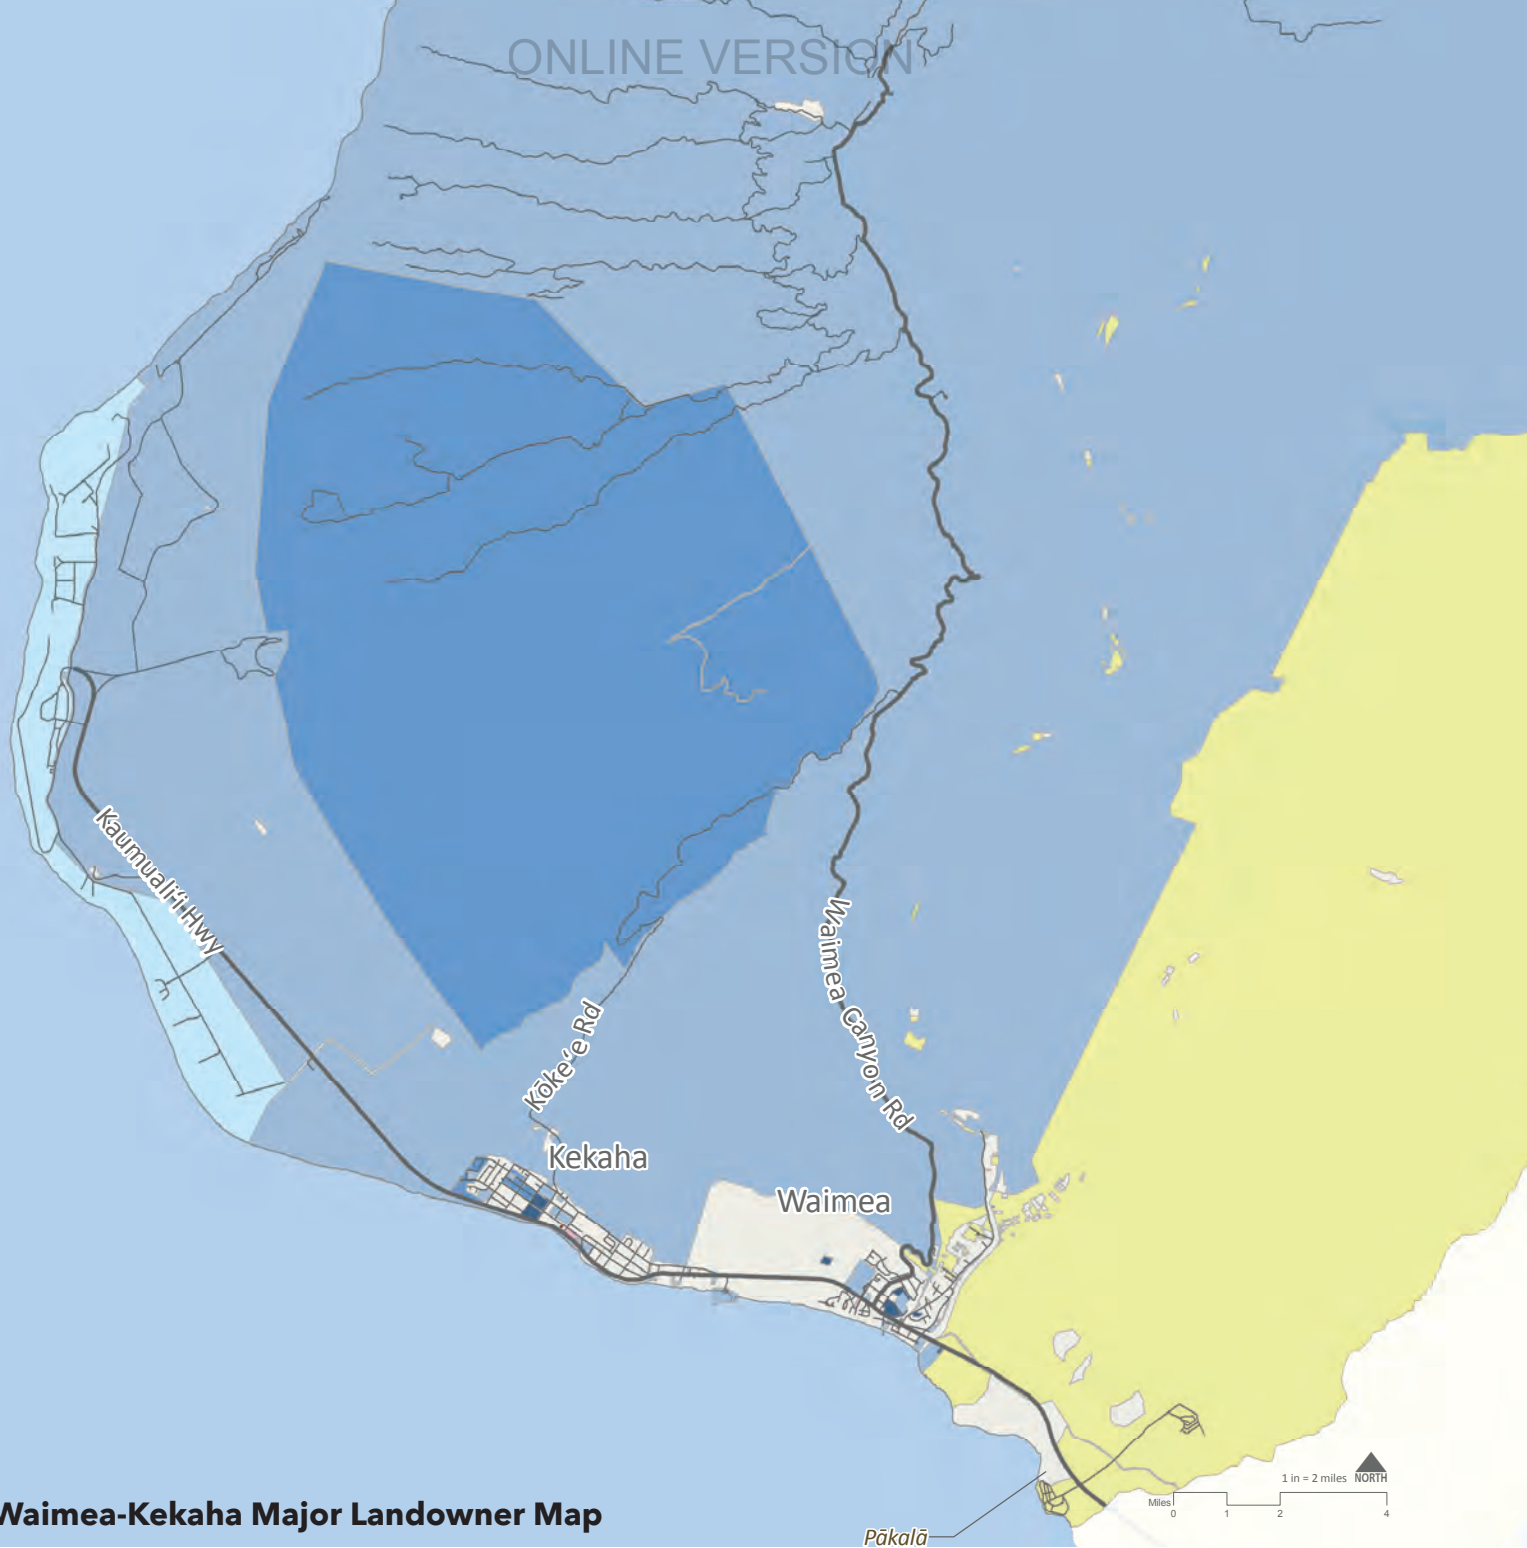 ONLINE VERSION
Kaumualiʻi Hwy
Waimea Canyon Rd
Kōkeʻe Rd
Kekaha
Waimea
1 in = 2 miles NORTH
Miles
0 1 2 4
Waimea-Kekaha Major Landowner Map
Pākalā